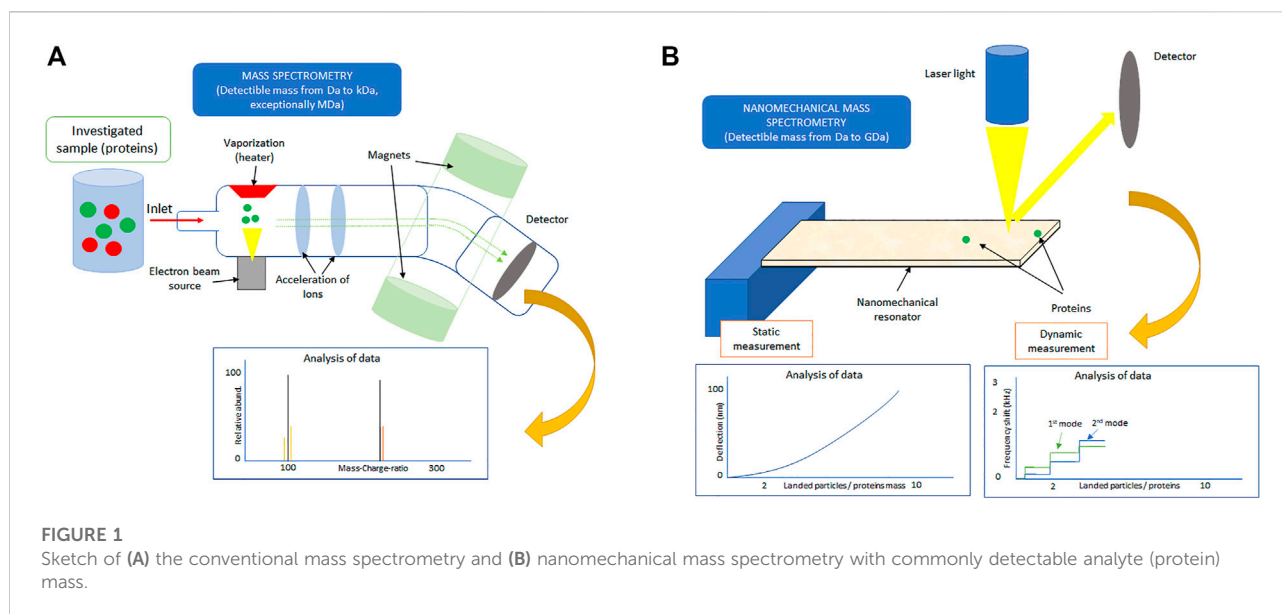 A
MASS SPECTROMETRY
(Detectible mass from Da to kDa,
exceptionally MDa)
Investigated
sample (proteins)
Vaporization
(heater)
Magnets
Inlet
Detector
Electron beam
source
Acceleration of
Ions
Analysis of data
100
Relative abund.
0
100
Mass-Charge-ratio
300
B
Laser light
Detector
NANOMECHANICAL MASS
SPECTROMETRY
(Detectible mass from Da to GDa)
Nanomechanical
resonator
Proteins
Static
measurement
Dynamic
measurement
Analysis of data
100
Deflection (nm)
0
2
Landed particles / proteins mass
10
Analysis of data
3
Frequency shift (kHz)
2
1st mode
2nd mode
0
2
Landed particles / proteins
10
FIGURE 1
Sketch of (A) the conventional mass spectrometry and (B) nanomechanical mass spectrometry with commonly detectable analyte (protein)
mass.